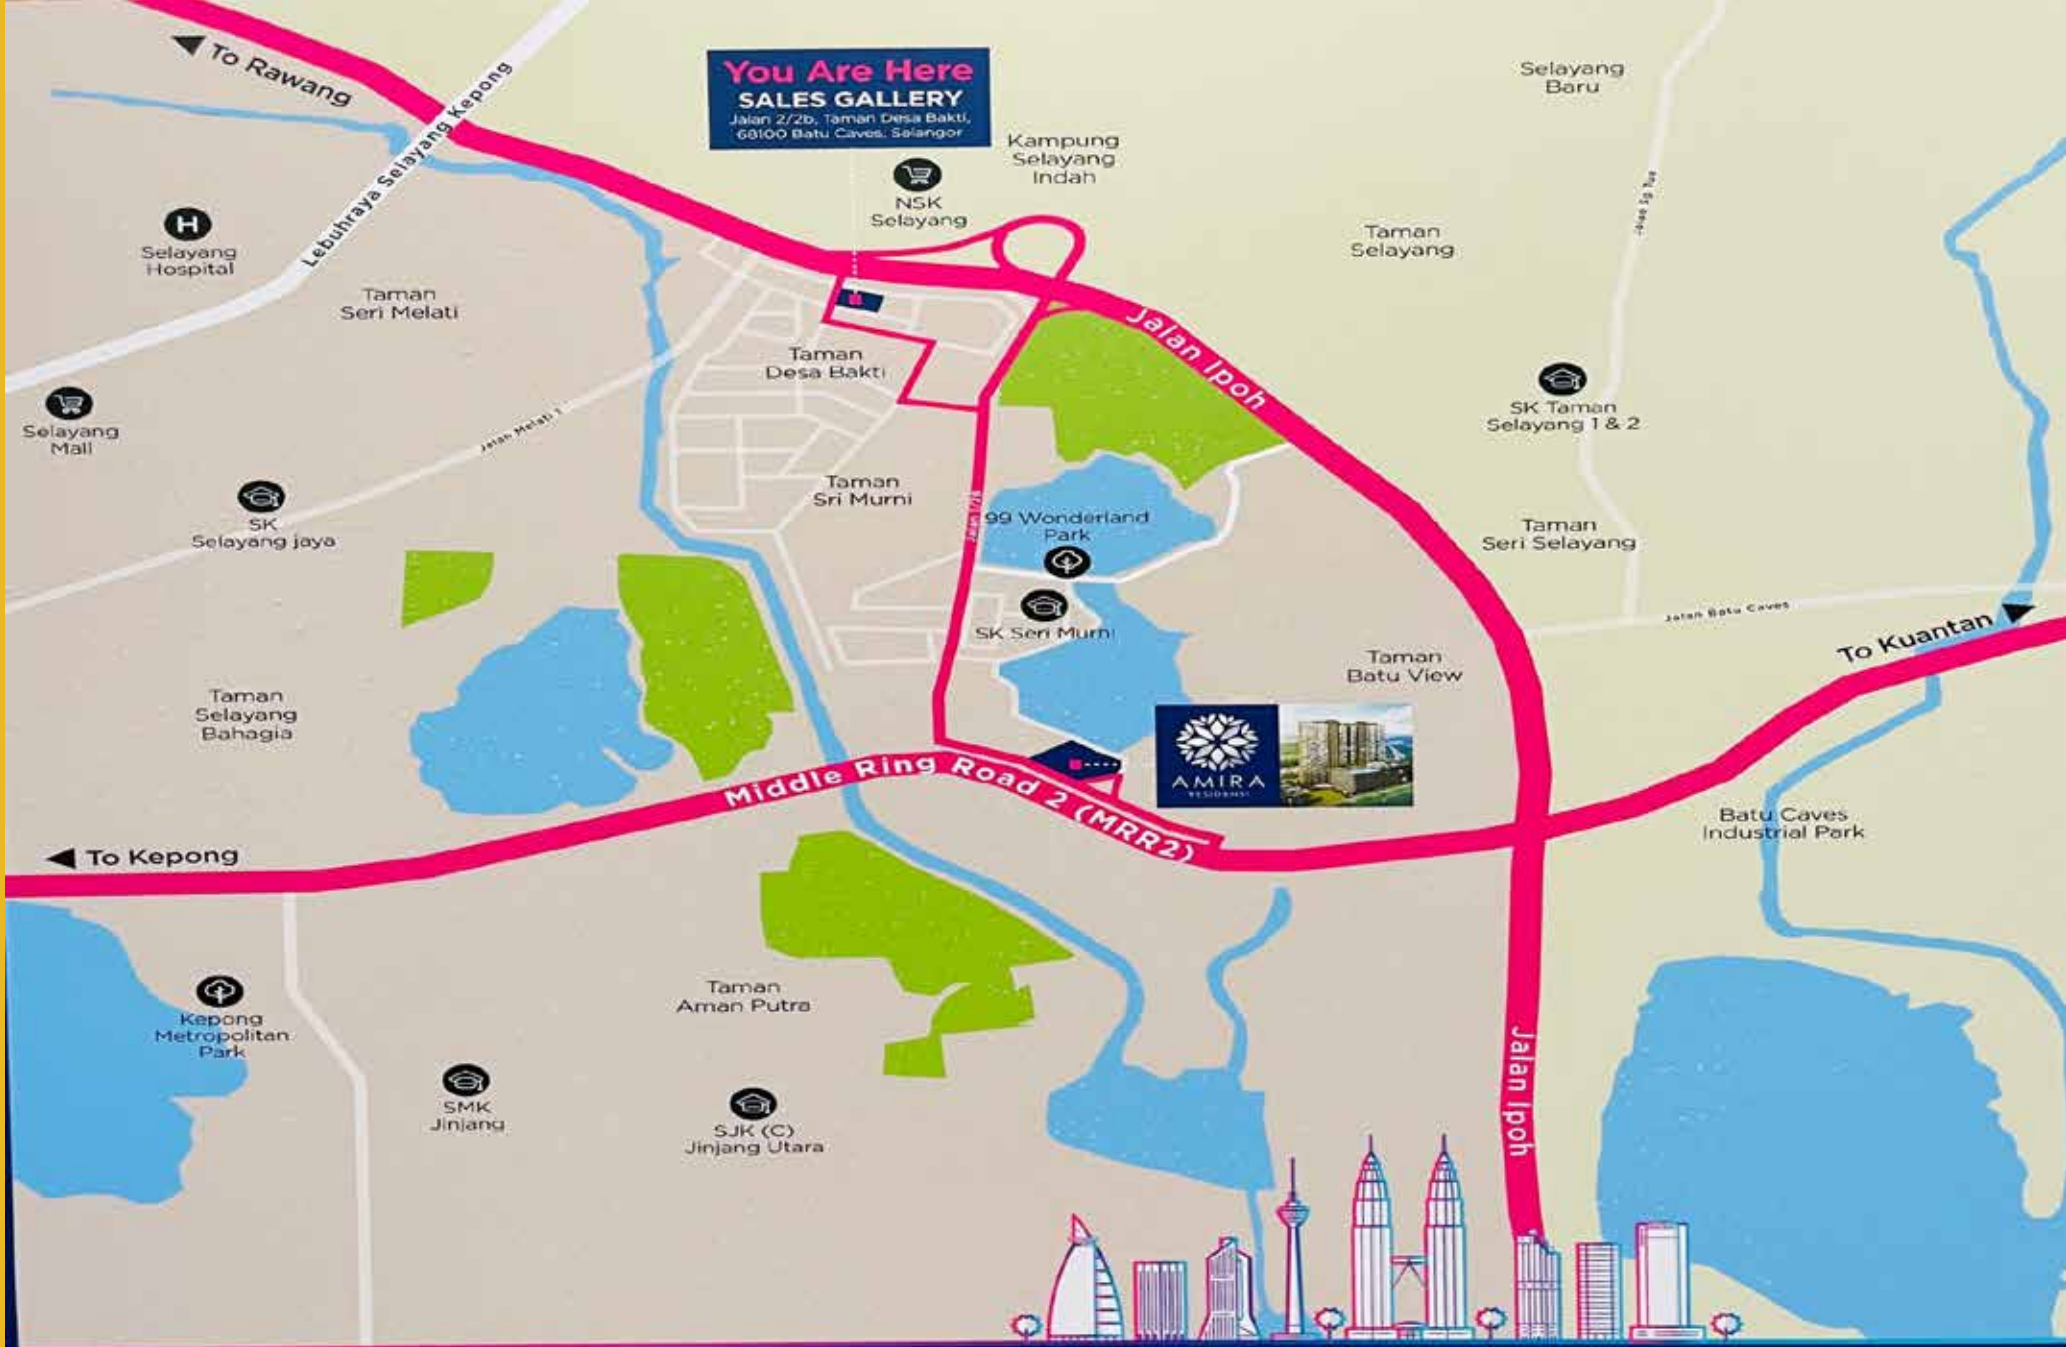 To Rawang
Lebuhraya Selayang Kepong
You Are Here
SALES GALLERY
Jalan 2/2b, Taman Desa Bakti,
68100 Batu Caves, Selangor
NSK
Selayang
Kampung
Selayang
Indah
Selayang
Baru
Jalan Sg Tua
Taman
Selayang
H
Selayang
Hospital
Taman
Seri Melati
Jalan Ipoh
Taman
Desa Bakti
Selayang
Mall
Jalan Melati 1
SK Taman
Selayang 1 & 2
SK
Selayang jaya
Taman
Sri Murni
99 Wonderland
Park
Taman
Seri Selayang
SK Seri Murni
Jalan Batu Caves
To Kuantan
Taman
Batu View
Taman
Selayang
Bahagia
AMIRA
RESIDENSI
Middle Ring Road 2 (MRR2)
Batu Caves
Industrial Park
To Kepong
Kepong
Metropolitan
Park
Taman
Aman Putra
SMK
Jinjang
SJK (C)
Jinjang Utara
Jalan Ipoh